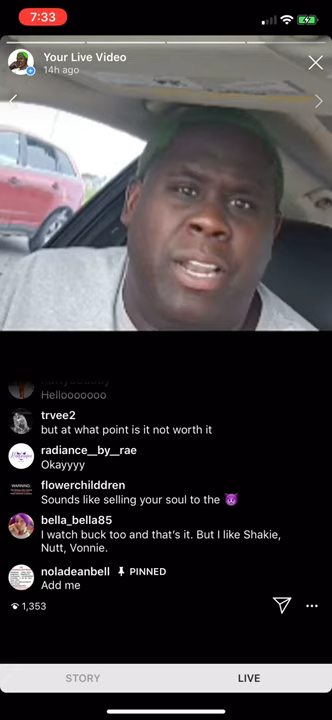 7:33
Your Live Video
14h ago
Hellooooooo
trvee2
but at what point is it not worth it
radiance__by_rae
Okayyyy
flowerchilddren
Sounds like selling your soul to the 😈
bella_bella85
I watch buck too and that's it. But I like Shakie,
Nutt, Vonnie.
noladeanbell PINNED
Add me
1,353
STORY LIVE